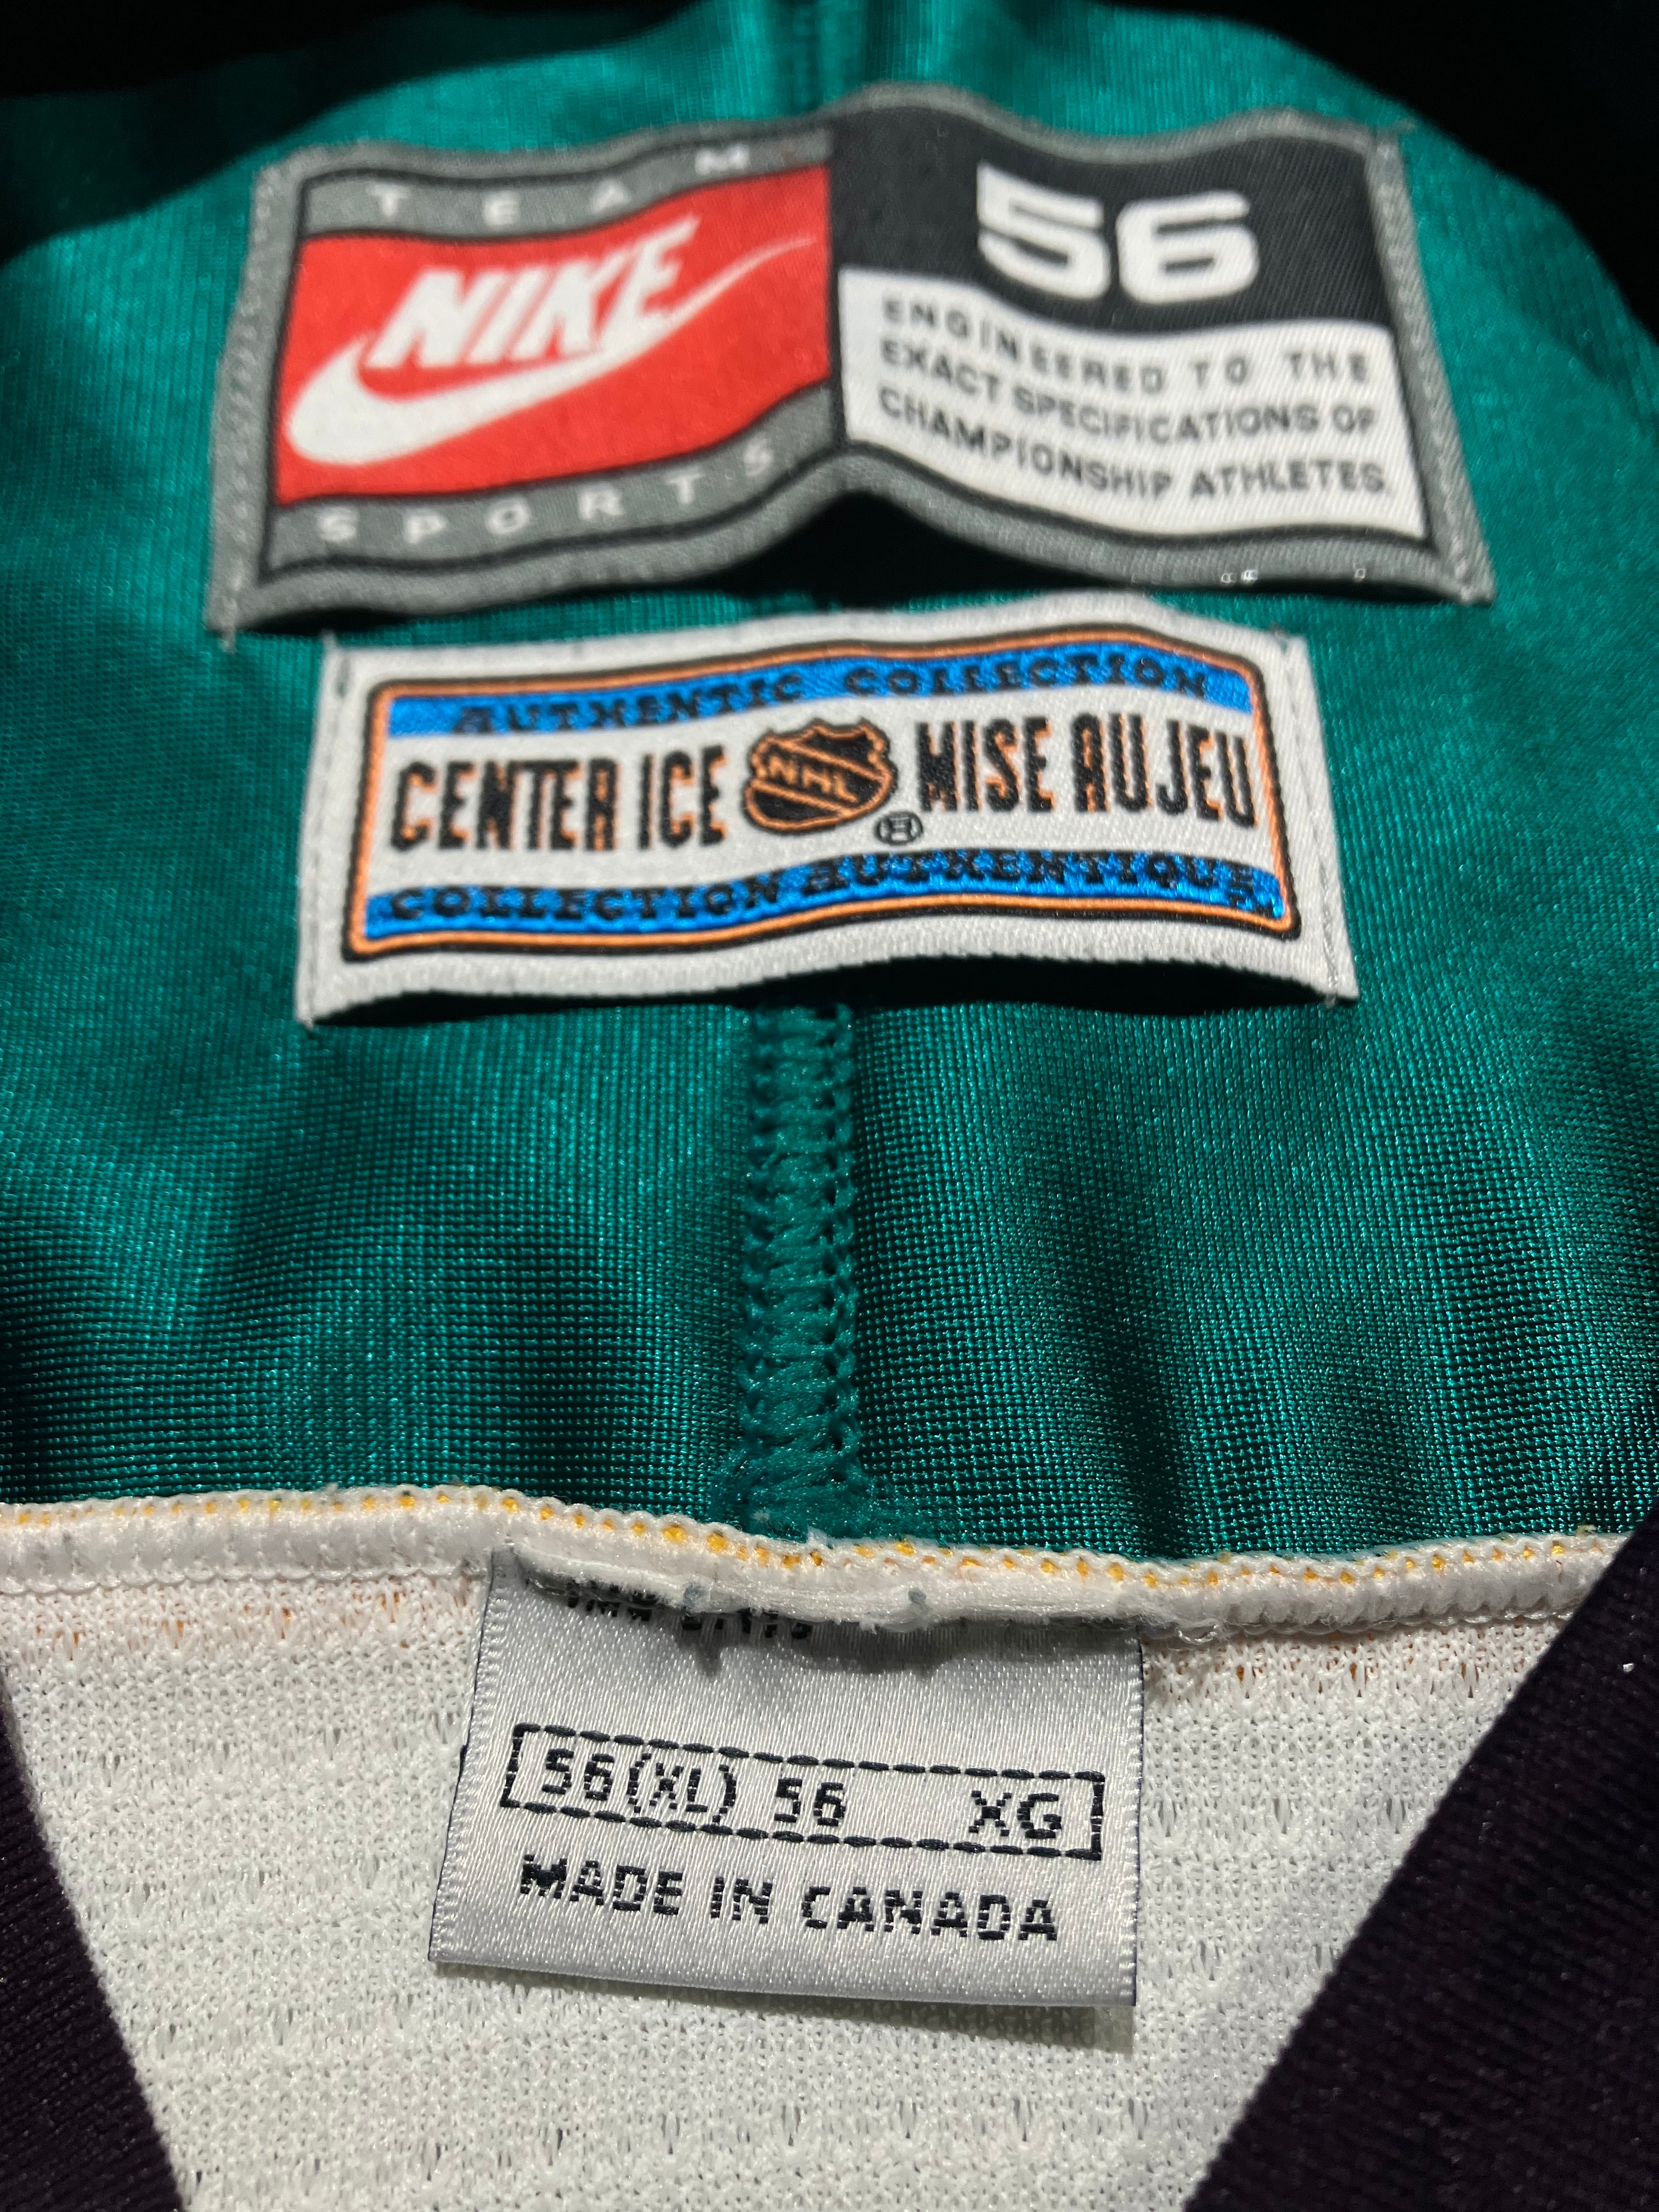 TEAM
NIKE
SPORTS
56
ENGINEERED TO THE
EXACT SPECIFICATIONS OF
CHAMPIONSHIP ATHLETES.
AUTHENTIC COLLECTION
CENTER ICE NHL ® MISE AU JEU
COLLECTION AUTHENTIQUE
56(XL) 56 XG
MADE IN CANADA